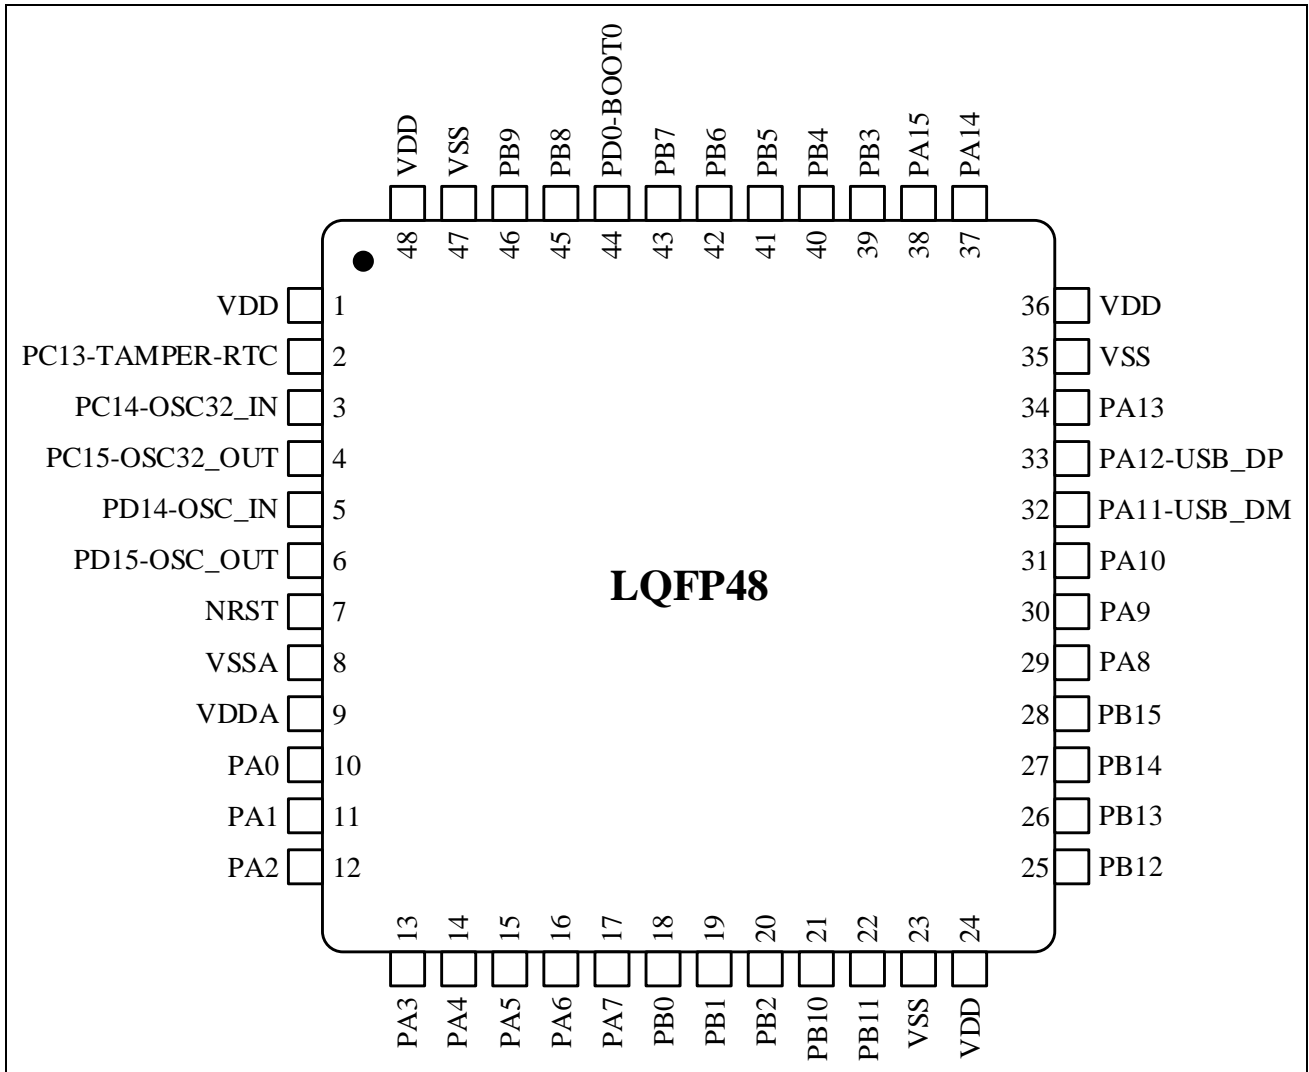 VDD
VSS
PB9
PB8
PD0-BOOT0
PB7
PB6
PB5
PB4
PB3
PA15
PA14
48
47
46
45
44
43
42
41
40
39
38
37
VDD 1
PC13-TAMPER-RTC 2
PC14-OSC32_IN 3
PC15-OSC32_OUT 4
PD14-OSC_IN 5
PD15-OSC_OUT 6
NRST 7
VSSA 8
VDDA 9
PA0 10
PA1 11
PA2 12
LQFP48
36 VDD
35 VSS
34 PA13
33 PA12-USB_DP
32 PA11-USB_DM
31 PA10
30 PA9
29 PA8
28 PB15
27 PB14
26 PB13
25 PB12
13
14
15
16
17
18
19
20
21
22
23
24
PA3
PA4
PA5
PA6
PA7
PB0
PB1
PB2
PB10
PB11
VSS
VDD